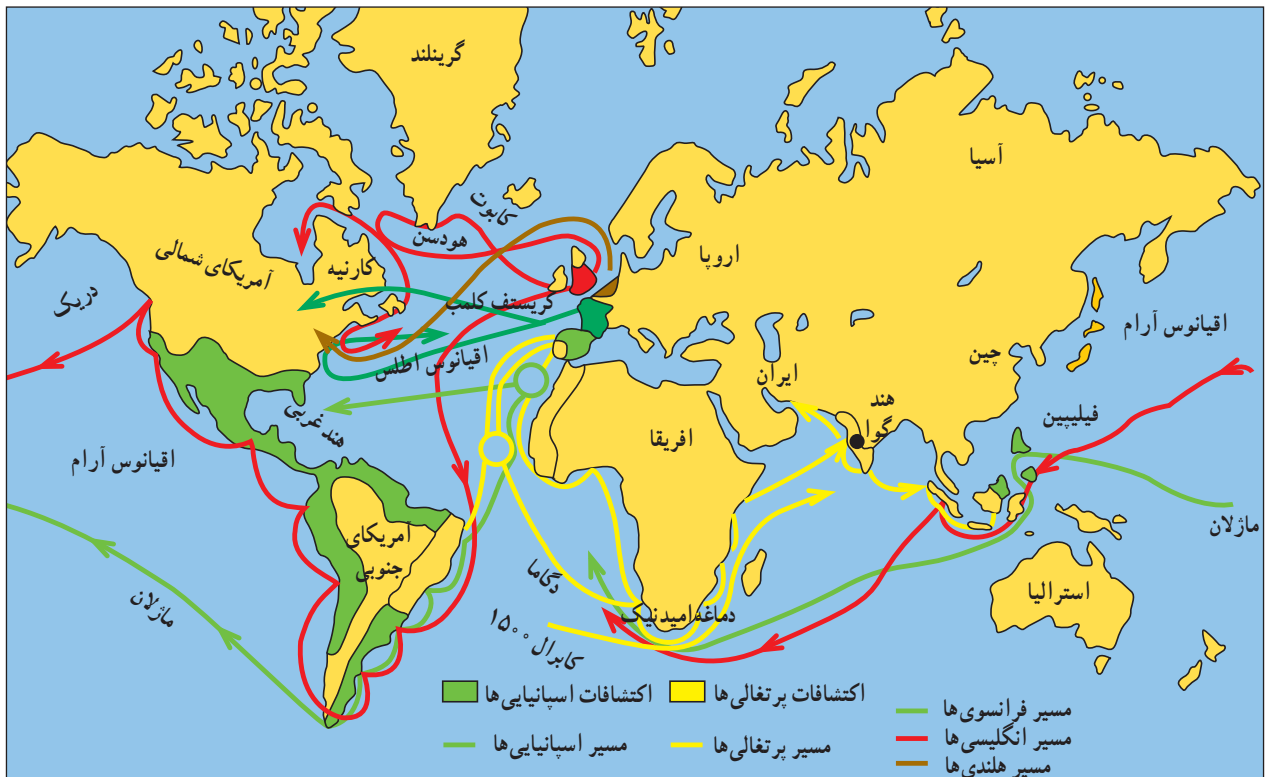 گرینلند
آسیا
کابوت
هودسن
اروپا
آمریکای شمالی
کارتیه
دریک
کریستف کلمب
اقیانوس آرام
اقیانوس اطلس
چین
ایران
هند
گوا
فیلیپین
هند غربی
افریقا
اقیانوس آرام
ماژلان
آمریکای
جنوبی
دگاما
استرالیا
ماژلان
دماغه امیدنیک
کابرال ۱۵۰۰
اکتشافات پرتغالی‌ها
اکتشافات اسپانیایی‌ها
مسیر فرانسوی‌ها
مسیر انگلیسی‌ها
مسیر هلندی‌ها
مسیر پرتغالی‌ها
مسیر اسپانیایی‌ها